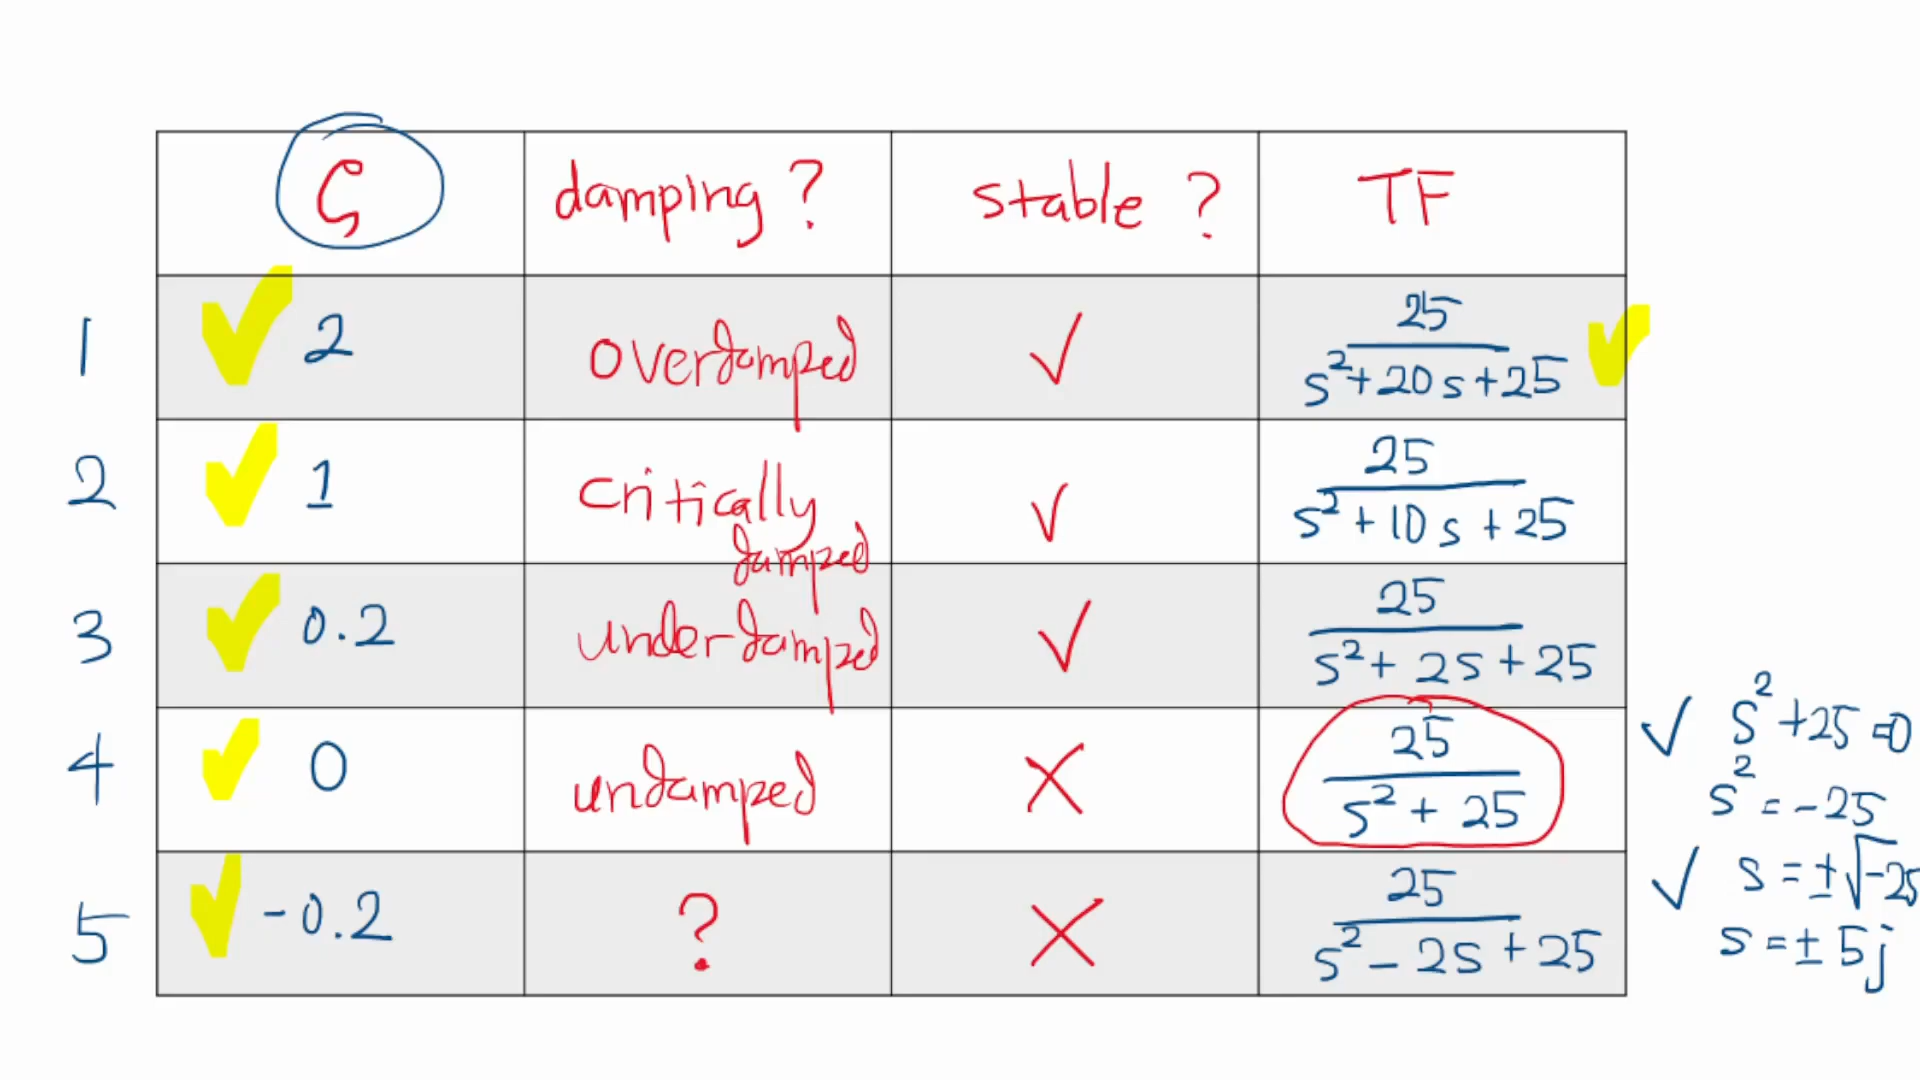 ζ damping ? stable ? TF
1 2 overdamped ✓ 25
s²+20s+25
2 1 critically damped ✓ 25
s²+10s+25
3 0.2 underdamped ✓ 25
s²+2s+25
4 0 undamped ✗ 25
s²+25
5 -0.2 ? ✗ 25
s²-2s+25
✓ s²+25=0
s²=-25
✓ s=±√-25
s=±5j